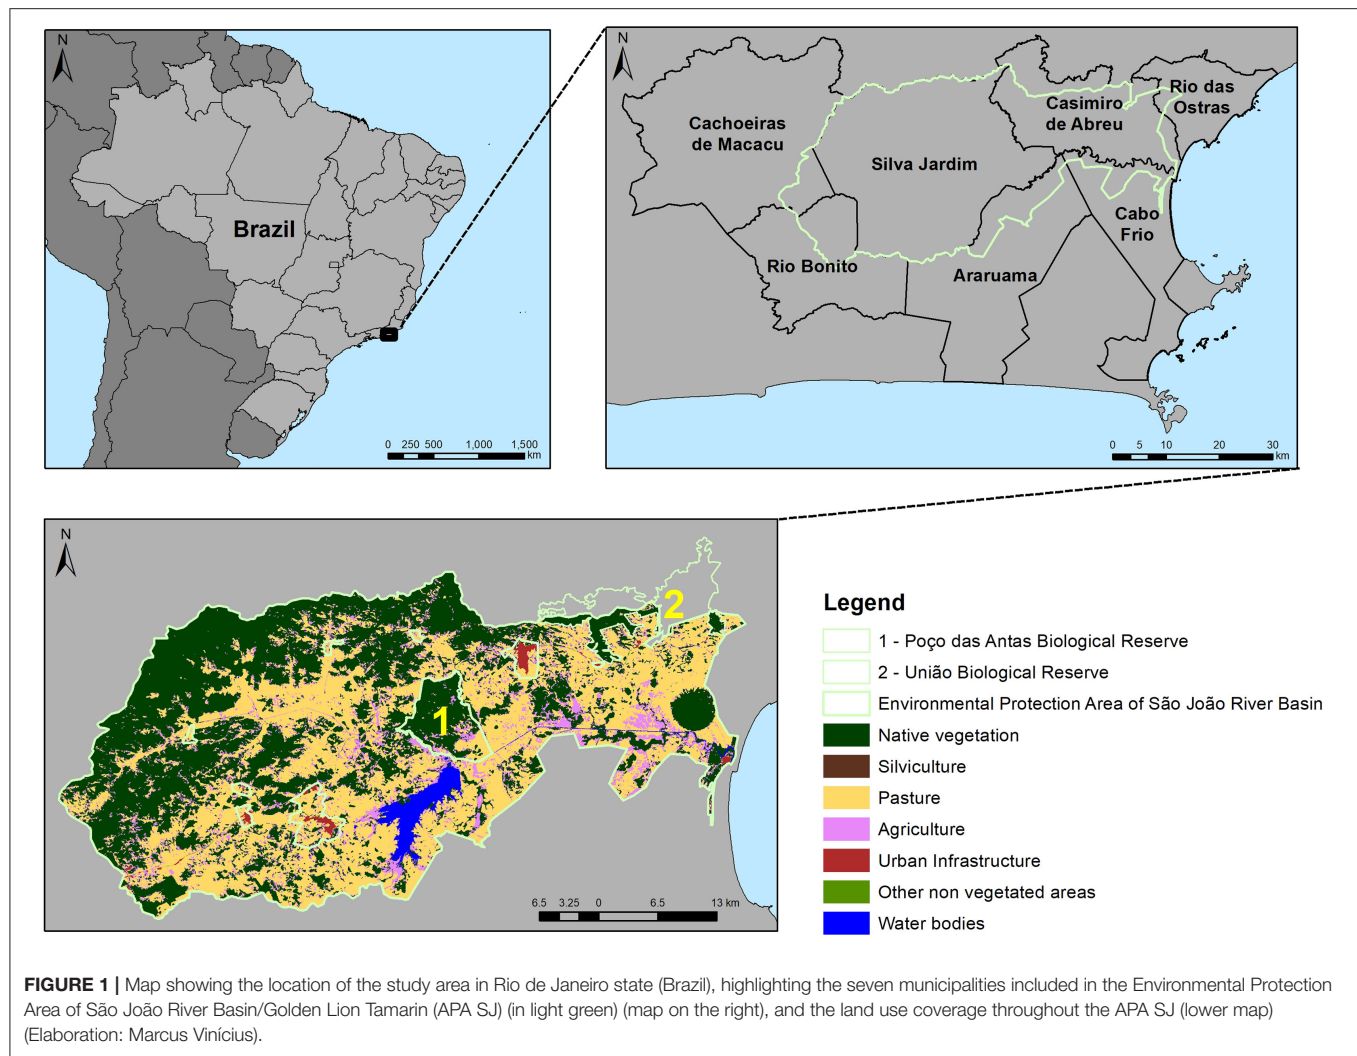 N
Brazil
0 250 500 1,000 1,500
km
N
Cachoeiras
de Macacu
Silva Jardim
Casimiro
de Abreu
Rio das
Ostras
Cabo
Frio
Rio Bonito
Araruama
0 5 10 20 30
km
N
1
2
6.5 3.25 0 6.5 13 km
Legend
1 - Poço das Antas Biological Reserve
2 - União Biological Reserve
Environmental Protection Area of São João River Basin
Native vegetation
Silviculture
Pasture
Agriculture
Urban Infrastructure
Other non vegetated areas
Water bodies
FIGURE 1 | Map showing the location of the study area in Rio de Janeiro state (Brazil), highlighting the seven municipalities included in the Environmental Protection
Area of São João River Basin/Golden Lion Tamarin (APA SJ) (in light green) (map on the right), and the land use coverage throughout the APA SJ (lower map)
(Elaboration: Marcus Vinícius).